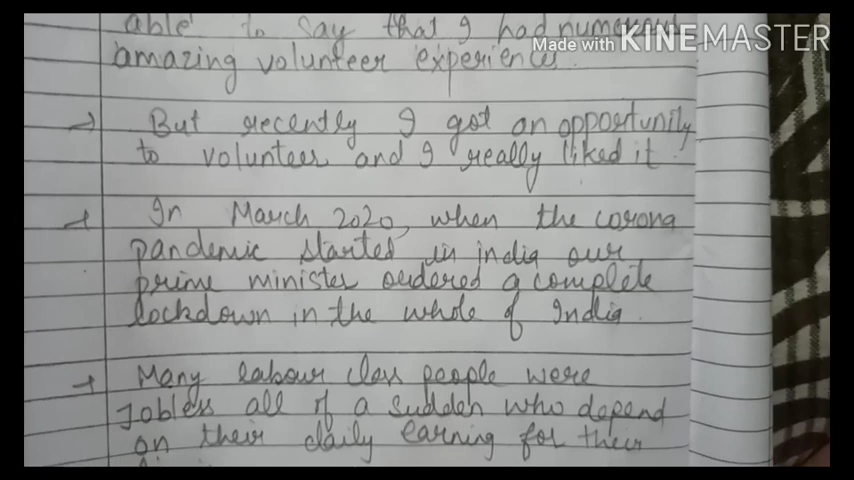 able to say that I had numerous
Made with KINEMASTER
amazing volunteer experiences.
→ But recently I got an opportunity
to volunteer and I really liked it.
→ In March 2020, when the corona
pandemic started in india our
prime minister ordered a complete
lockdown in the whole of India.
→ Many labour class people were
Jobless all of a sudden who depend
on their daily earning for their